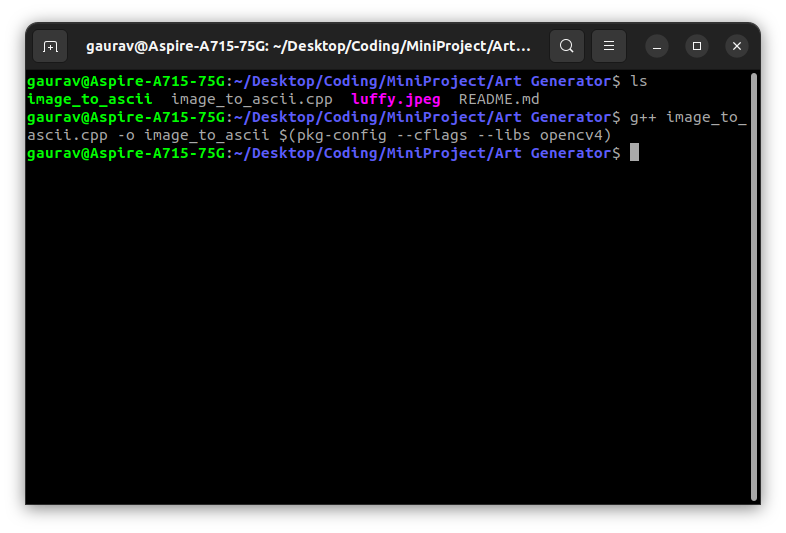 gaurav@Aspire-A715-75G: ~/Desktop/Coding/MiniProject/Art...
gaurav@Aspire-A715-75G:~/Desktop/Coding/MiniProject/Art Generator$ ls
image_to_ascii  image_to_ascii.cpp  luffy.jpeg  README.md
gaurav@Aspire-A715-75G:~/Desktop/Coding/MiniProject/Art Generator$ g++ image_to_
ascii.cpp -o image_to_ascii $(pkg-config --cflags --libs opencv4)
gaurav@Aspire-A715-75G:~/Desktop/Coding/MiniProject/Art Generator$